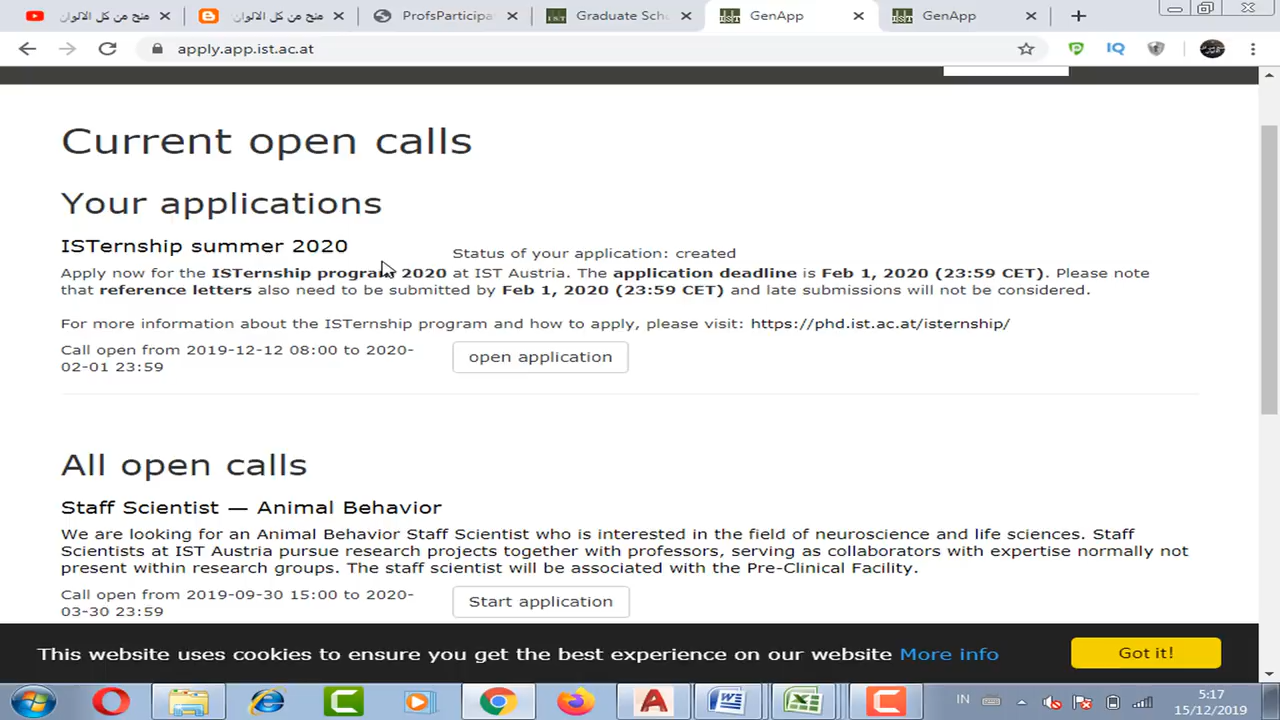 منح من كل الالوان
منح من كل الالوان
ProfsParticipa
Graduate Sch
GenApp
GenApp
apply.app.ist.ac.at
IQ
Current open calls
Your applications
ISTernship summer 2020
Status of your application: created
Apply now for the ISTernship program 2020 at IST Austria. The application deadline is Feb 1, 2020 (23:59 CET). Please note
that reference letters also need to be submitted by Feb 1, 2020 (23:59 CET) and late submissions will not be considered.
For more information about the ISTernship program and how to apply, please visit: https://phd.ist.ac.at/isternship/
Call open from 2019-12-12 08:00 to 2020-
02-01 23:59
open application
All open calls
Staff Scientist — Animal Behavior
We are looking for an Animal Behavior Staff Scientist who is interested in the field of neuroscience and life sciences. Staff
Scientists at IST Austria pursue research projects together with professors, serving as collaborators with expertise normally not
present within research groups. The staff scientist will be associated with the Pre-Clinical Facility.
Call open from 2019-09-30 15:00 to 2020-
03-30 23:59
Start application
This website uses cookies to ensure you get the best experience on our website More info
Got it!
IN
5:17
15/12/2019